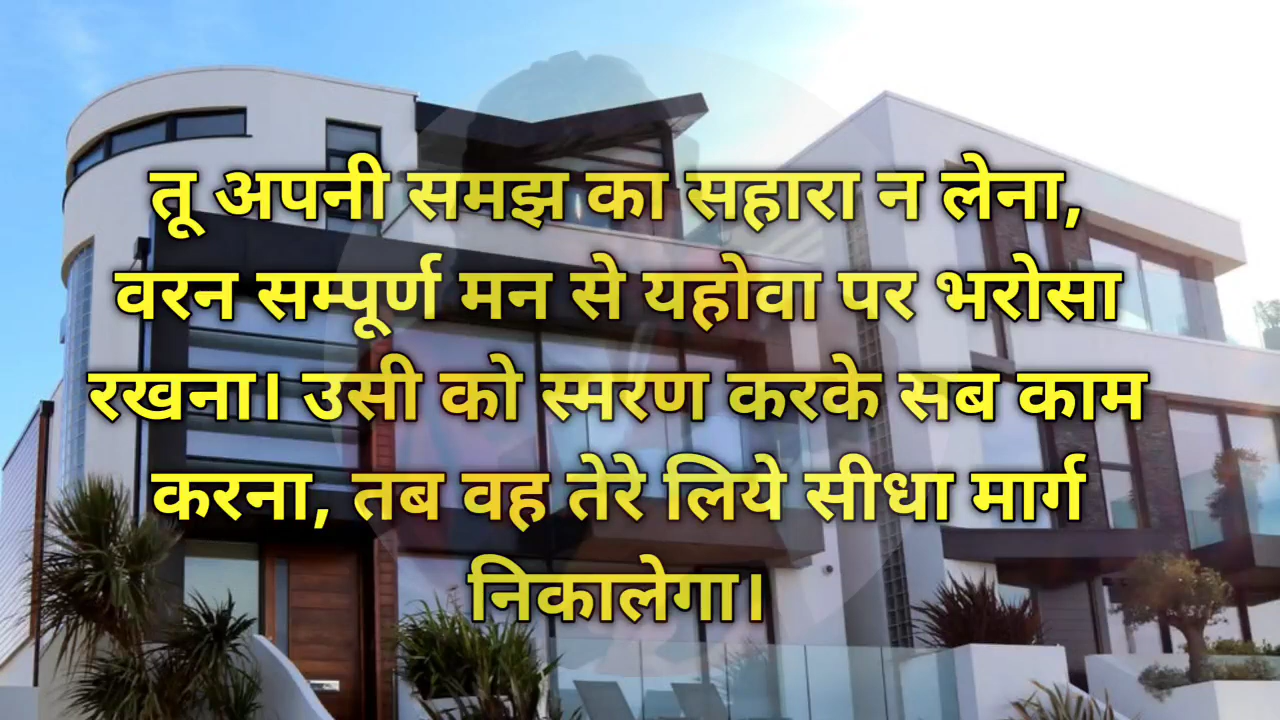 तू अपनी समझ का सहारा न लेना,
वरन सम्पूर्ण मन से यहोवा पर भरोसा
रखना। उसी को स्मरण करके सब काम
करना, तब वह तेरे लिये सीधा मार्ग
निकालेगा।